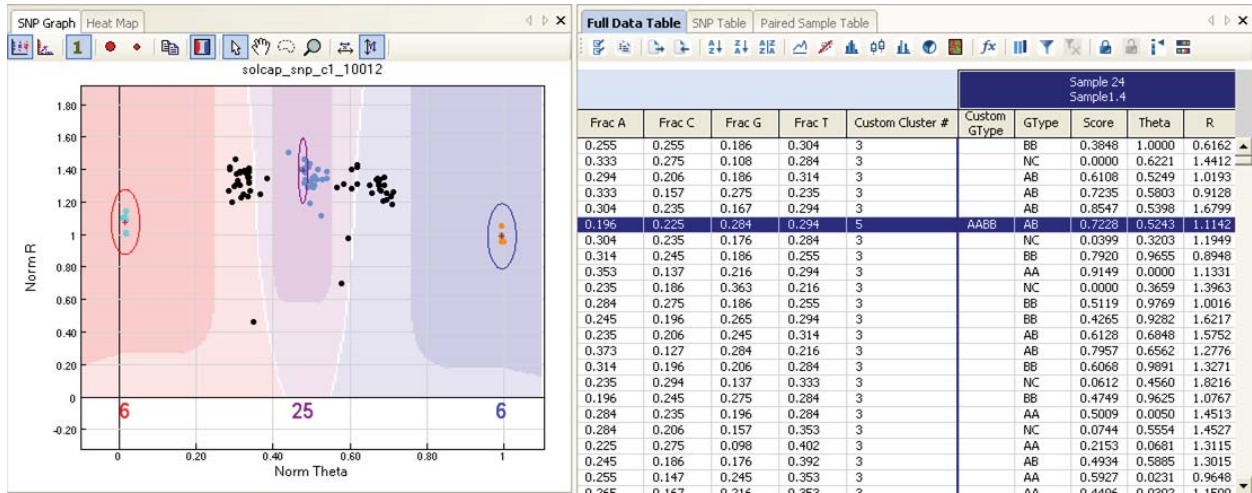 SNP Graph Heat Map
1
solcap_snp_c1_10012
1.80
1.60
1.40
1.20
1
0.80
0.60
0.40
0.20
0
-0.20
Norm R
6 25 6
0 0.20 0.40 0.60 0.80 1
Norm Theta
Full Data Table SNP Table Paired Sample Table
Sample 24
Sample1.4
Frac A Frac C Frac G Frac T Custom Cluster # Custom GType GType Score Theta R
0.255 0.255 0.186 0.304 3 BB 0.3848 1.0000 0.6162
0.333 0.275 0.108 0.284 3 NC 0.0000 0.6221 1.4412
0.294 0.206 0.186 0.314 3 AB 0.6108 0.5249 1.0193
0.333 0.157 0.275 0.235 3 AB 0.7235 0.5803 0.9128
0.304 0.235 0.167 0.294 3 AB 0.8547 0.5398 1.6799
0.196 0.225 0.284 0.294 5 AABB AB 0.7228 0.5243 1.1142
0.304 0.235 0.176 0.284 3 NC 0.0399 0.3203 1.1949
0.314 0.245 0.186 0.255 3 BB 0.7920 0.9655 0.8948
0.353 0.137 0.216 0.294 3 AA 0.9149 0.0000 1.1331
0.235 0.186 0.363 0.216 3 NC 0.0000 0.3659 1.3963
0.284 0.275 0.186 0.255 3 BB 0.5119 0.9769 1.0016
0.245 0.196 0.265 0.294 3 BB 0.4265 0.9282 1.6217
0.235 0.206 0.245 0.314 3 AB 0.6128 0.6848 1.5752
0.373 0.127 0.284 0.216 3 AB 0.7957 0.6562 1.2776
0.314 0.196 0.206 0.284 3 BB 0.6068 0.9891 1.3271
0.235 0.294 0.137 0.333 3 NC 0.0612 0.4560 1.8216
0.196 0.245 0.275 0.284 3 BB 0.4749 0.9625 1.0767
0.284 0.235 0.196 0.284 3 AA 0.5009 0.0050 1.4513
0.284 0.206 0.157 0.353 3 NC 0.0744 0.5554 1.4527
0.225 0.275 0.098 0.402 3 AA 0.2153 0.0681 1.3115
0.245 0.186 0.176 0.392 3 AB 0.4934 0.5885 1.3015
0.255 0.147 0.245 0.353 3 AA 0.5927 0.0231 0.9648